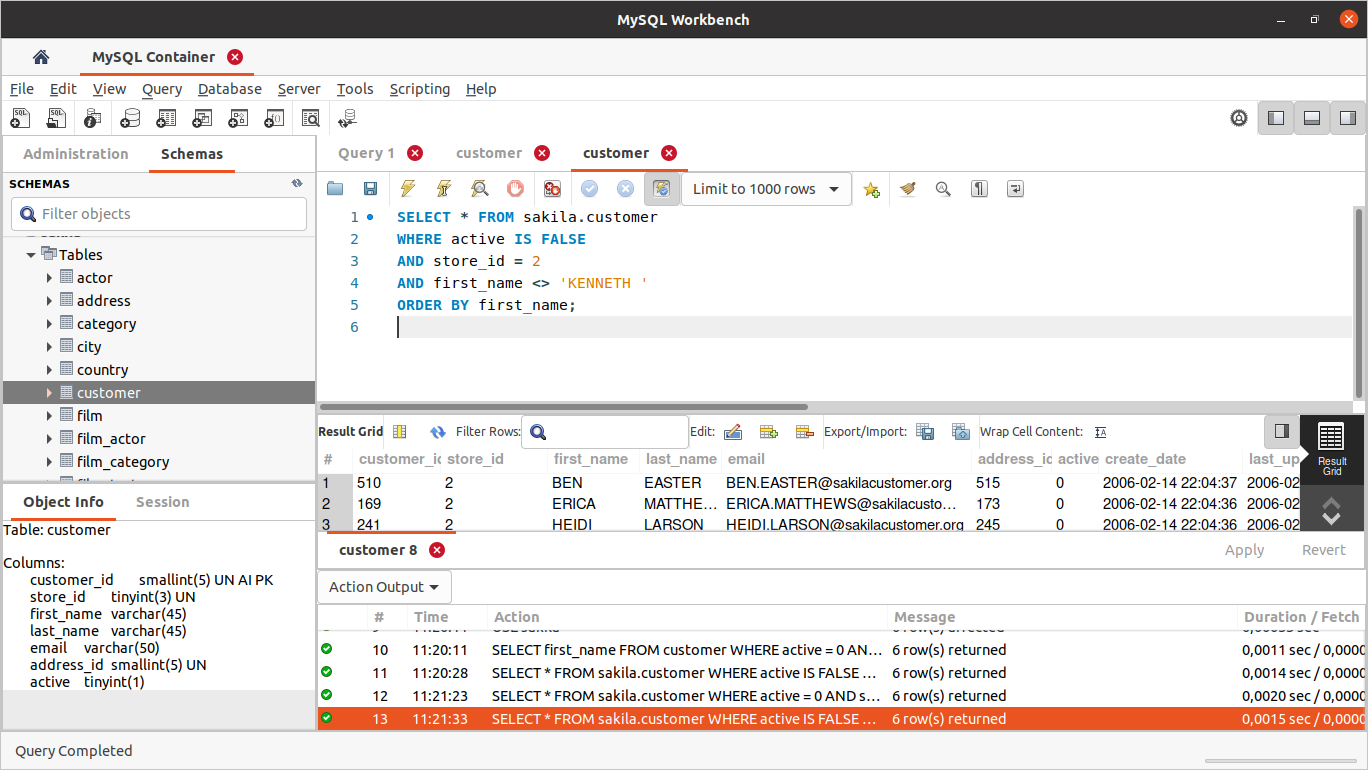 MySQL Workbench
MySQL Container
File Edit View Query Database Server Tools Scripting Help
Administration Schemas
SCHEMAS
Filter objects
Tables
actor
address
category
city
country
customer
film
film_actor
film_category
Object Info Session
Table: customer
Columns:
customer_id smallint(5) UN AI PK
store_id tinyint(3) UN
first_name varchar(45)
last_name varchar(45)
email varchar(50)
address_id smallint(5) UN
active tinyint(1)
Query 1 customer customer
Limit to 1000 rows
1 SELECT * FROM sakila.customer
2 WHERE active IS FALSE
3 AND store_id = 2
4 AND first_name <> 'KENNETH '
5 ORDER BY first_name;
6
Result Grid Filter Rows: Edit: Export/Import: Wrap Cell Content:
# customer_id store_id first_name last_name email address_id active create_date last_up
1 510 2 BEN EASTER BEN.EASTER@sakilacustomer.org 515 0 2006-02-14 22:04:37 2006-02
2 169 2 ERICA MATTHE... ERICA.MATTHEWS@sakilacusto... 173 0 2006-02-14 22:04:36 2006-02
3 241 2 HEIDI LARSON HEIDI.LARSON@sakilacustomer.org 245 0 2006-02-14 22:04:36 2006-02
Result
Grid
customer 8 Apply Revert
Action Output
# Time Action Message Duration / Fetch
10 11:20:11 SELECT first_name FROM customer WHERE active = 0 AN... 6 row(s) returned 0,0011 sec / 0,0000
11 11:20:28 SELECT * FROM sakila.customer WHERE active IS FALSE ... 6 row(s) returned 0,0014 sec / 0,0000
12 11:21:23 SELECT * FROM sakila.customer WHERE active = 0 AND s... 6 row(s) returned 0,0020 sec / 0,0000
13 11:21:33 SELECT * FROM sakila.customer WHERE active IS FALSE ... 6 row(s) returned 0,0015 sec / 0,0000
Query Completed